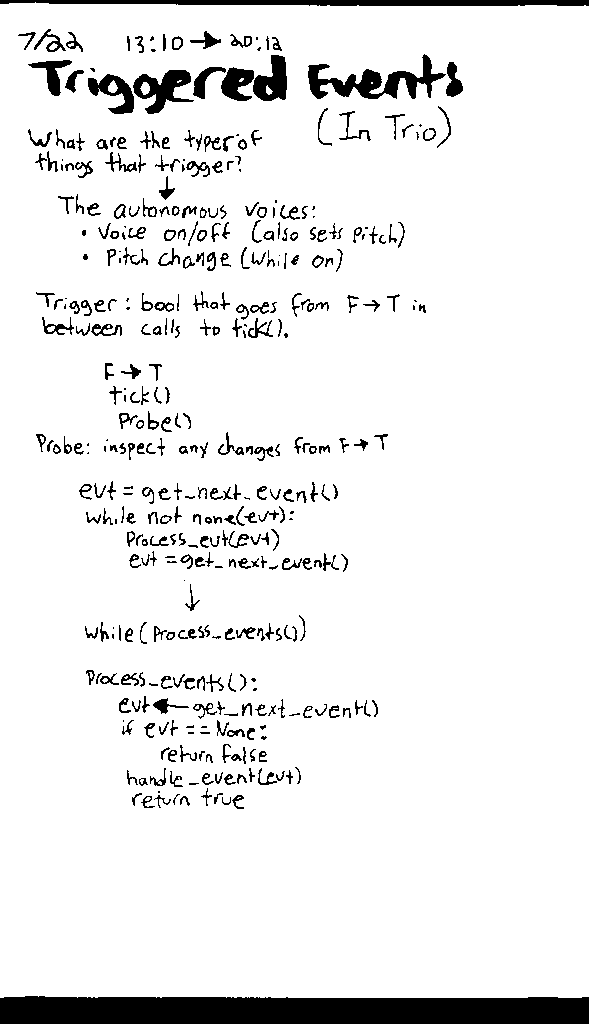 7/22 13:10 → 20:12
Triggered Events
(In Trio)
What are the types of
things that trigger?
↓
The autonomous voices:
• Voice on/off (also sets pitch)
• Pitch change (while on)
Trigger: bool that goes from F → T in
between calls to tick().
F → T
tick()
Probe()
Probe: inspect any changes from F → T
evt = get_next_event()
while not none(evt):
Process_evt(evt)
evt = get_next_event()
↓
while(Process_events())
Process_events():
evt ← get_next_event()
if evt == None:
return false
handle_event(evt)
return true